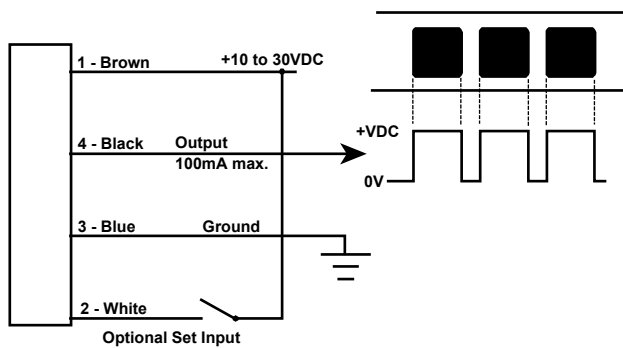 1 - Brown
+10 to 30VDC
4 - Black
Output
100mA max.
+VDC
0V
3 - Blue
Ground
2 - White
Optional Set Input